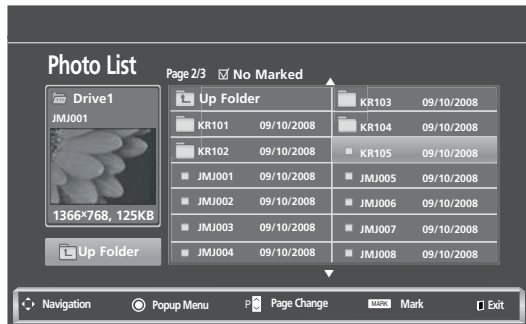 Photo List
Page 2/3 No Marked
Drive1
JMJ001
1366×768, 125KB
Up Folder
Up Folder
KR101 09/10/2008
KR102 09/10/2008
JMJ001 09/10/2008
JMJ002 09/10/2008
JMJ003 09/10/2008
JMJ004 09/10/2008
KR103 09/10/2008
KR104 09/10/2008
KR105 09/10/2008
JMJ005 09/10/2008
JMJ006 09/10/2008
JMJ007 09/10/2008
JMJ008 09/10/2008
Navigation Popup Menu P Page Change MARK Mark Exit